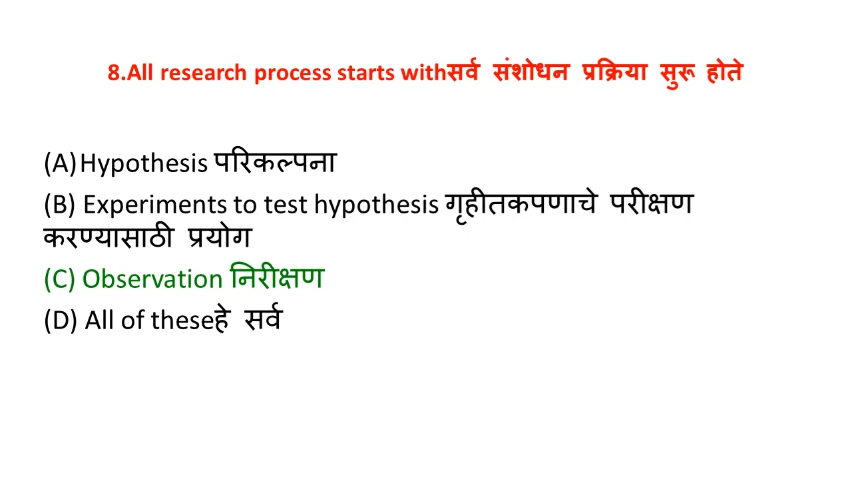 8.All research process starts withसर्व संशोधन प्रक्रिया सुरू होते
(A)Hypothesis परिकल्पना
(B) Experiments to test hypothesis गृहीतकपणाचे परीक्षण
करण्यासाठी प्रयोग
(C) Observation निरीक्षण
(D) All of theseहे सर्व